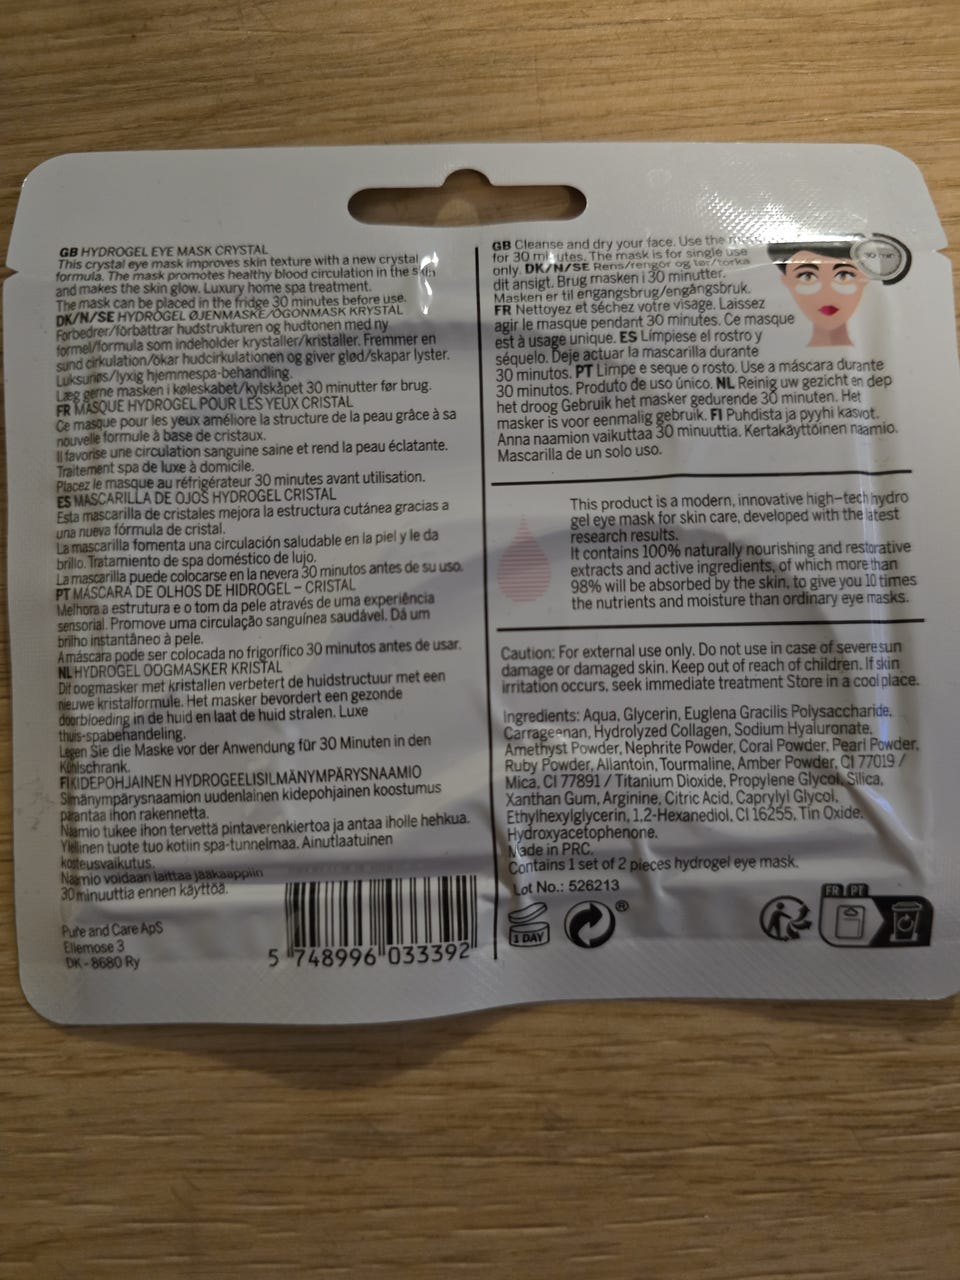 GB HYDROGEL EYE MASK CRYSTAL
This crystal eye mask improves skin texture with a new crystal
formula. The mask promotes healthy blood circulation in the skin
and makes the skin glow. Luxury home spa treatment.
The mask can be placed in the fridge 30 minutes before use.
DK/N/SE HYDROGEL ØJENMASKE/ÖGONMASK KRYSTAL
Forbedrer/förbättrar hudstrukturen og hudtonen med ny
formel/formula som indeholder krystaller/kristaller. Fremmer en
sund cirkulation/ökar hudcirkulationen og giver glød/skapar lyster.
Luksuriøs/lyxig hjemmespa-behandling.
Læg gerne masken i køleskabet/kylskåpet 30 minutter før brug.
FR MASQUE HYDROGEL POUR LES YEUX CRISTAL
Ce masque pour les yeux améliore la structure de la peau grâce à sa
nouvelle formule à base de cristaux.
Il favorise une circulation sanguine saine et rend la peau éclatante.
Traitement spa de luxe à domicile.
Placez le masque au réfrigérateur 30 minutes avant utilisation.
ES MASCARILLA DE OJOS HYDROGEL CRISTAL
Esta mascarilla de cristales mejora la estructura cutánea gracias a
una nueva fórmula de cristal.
La mascarilla fomenta una circulación saludable en la piel y le da
brillo. Tratamiento de spa doméstico de lujo.
La mascarilla puede colocarse en la nevera 30 minutos antes de su uso.
PT MÁSCARA DE OLHOS DE HIDROGEL – CRISTAL
Melhora a estrutura e o tom da pele através de uma experiência
sensorial. Promove uma circulação sanguínea saudável. Dá um
brilho instantâneo à pele.
A máscara pode ser colocada no frigorífico 30 minutos antes de usar.
NL HYDROGEL OOGMASKER KRISTAL
Dit oogmasker met kristallen verbetert de huidstructuur met een
nieuwe kristalformule. Het masker bevordert een gezonde
doorbloeding in de huid en laat de huid stralen. Luxe
thuis-spabehandeling.
Legen Sie die Maske vor der Anwendung für 30 Minuten in den
Kühlschrank.
FI KIDEPOHJAINEN HYDROGEELISILMÄNYMPÄRYSNAAMIO
Silmänympärysnaamion uudenlainen kidepohjainen koostumus
parantaa ihon rakennetta.
Naamio tukee ihon tervettä pintaverenkiertoa ja antaa iholle hehkua.
Ylellinen tuote tuo kotiin spa-tunnelmaa. Ainutlaatuinen
kosteusvaikutus.
Naamio voidaan laittaa jääkaappiin
30 minuuttia ennen käyttöä.
Pure and Care ApS
Ellemose 3
DK - 8680 Ry
5 748996 033392
GB Cleanse and dry your face. Use the
for 30 minutes. The mask is for single use
only. DK/N/SE Rens/rengör og tør/torka
dit ansigt. Brug masken i 30 minutter.
Masken er til engangsbrug/engångsbruk.
FR Nettoyez et séchez votre visage. Laissez
agir le masque pendant 30 minutes. Ce masque
est à usage unique. ES Límpiese el rostro y
séquelo. Deje actuar la mascarilla durante
30 minutos. PT Limpe e seque o rosto. Use a máscara durante
30 minutos. Produto de uso único. NL Reinig uw gezicht en dep
het droog Gebruik het masker gedurende 30 minuten. Het
masker is voor eenmalig gebruik. FI Puhdista ja pyyhi kasvot.
Anna naamion vaikuttaa 30 minuuttia. Kertakäyttöinen naamio.
Mascarilla de un solo uso.
30 min
This product is a modern, innovative high-tech hydro
gel eye mask for skin care, developed with the latest
research results.
It contains 100% naturally nourishing and restorative
extracts and active ingredients, of which more than
98% will be absorbed by the skin, to give you 10 times
the nutrients and moisture than ordinary eye masks.
Caution: For external use only. Do not use in case of severe sun
damage or damaged skin. Keep out of reach of children. If skin
irritation occurs, seek immediate treatment Store in a cool place.
Ingredients: Aqua, Glycerin, Euglena Gracilis Polysaccharide,
Carrageenan, Hydrolyzed Collagen, Sodium Hyaluronate,
Amethyst Powder, Nephrite Powder, Coral Powder, Pearl Powder,
Ruby Powder, Allantoin, Tourmaline, Amber Powder, CI 77019 /
Mica, CI 77891 / Titanium Dioxide, Propylene Glycol, Silica,
Xanthan Gum, Arginine, Citric Acid, Caprylyl Glycol,
Ethylhexylglycerin, 1,2-Hexanediol, CI 16255, Tin Oxide,
Hydroxyacetophenone.
Made in PRC.
Contains 1 set of 2 pieces hydrogel eye mask.
Lot No.: 526213
1 DAY
®
FR PT